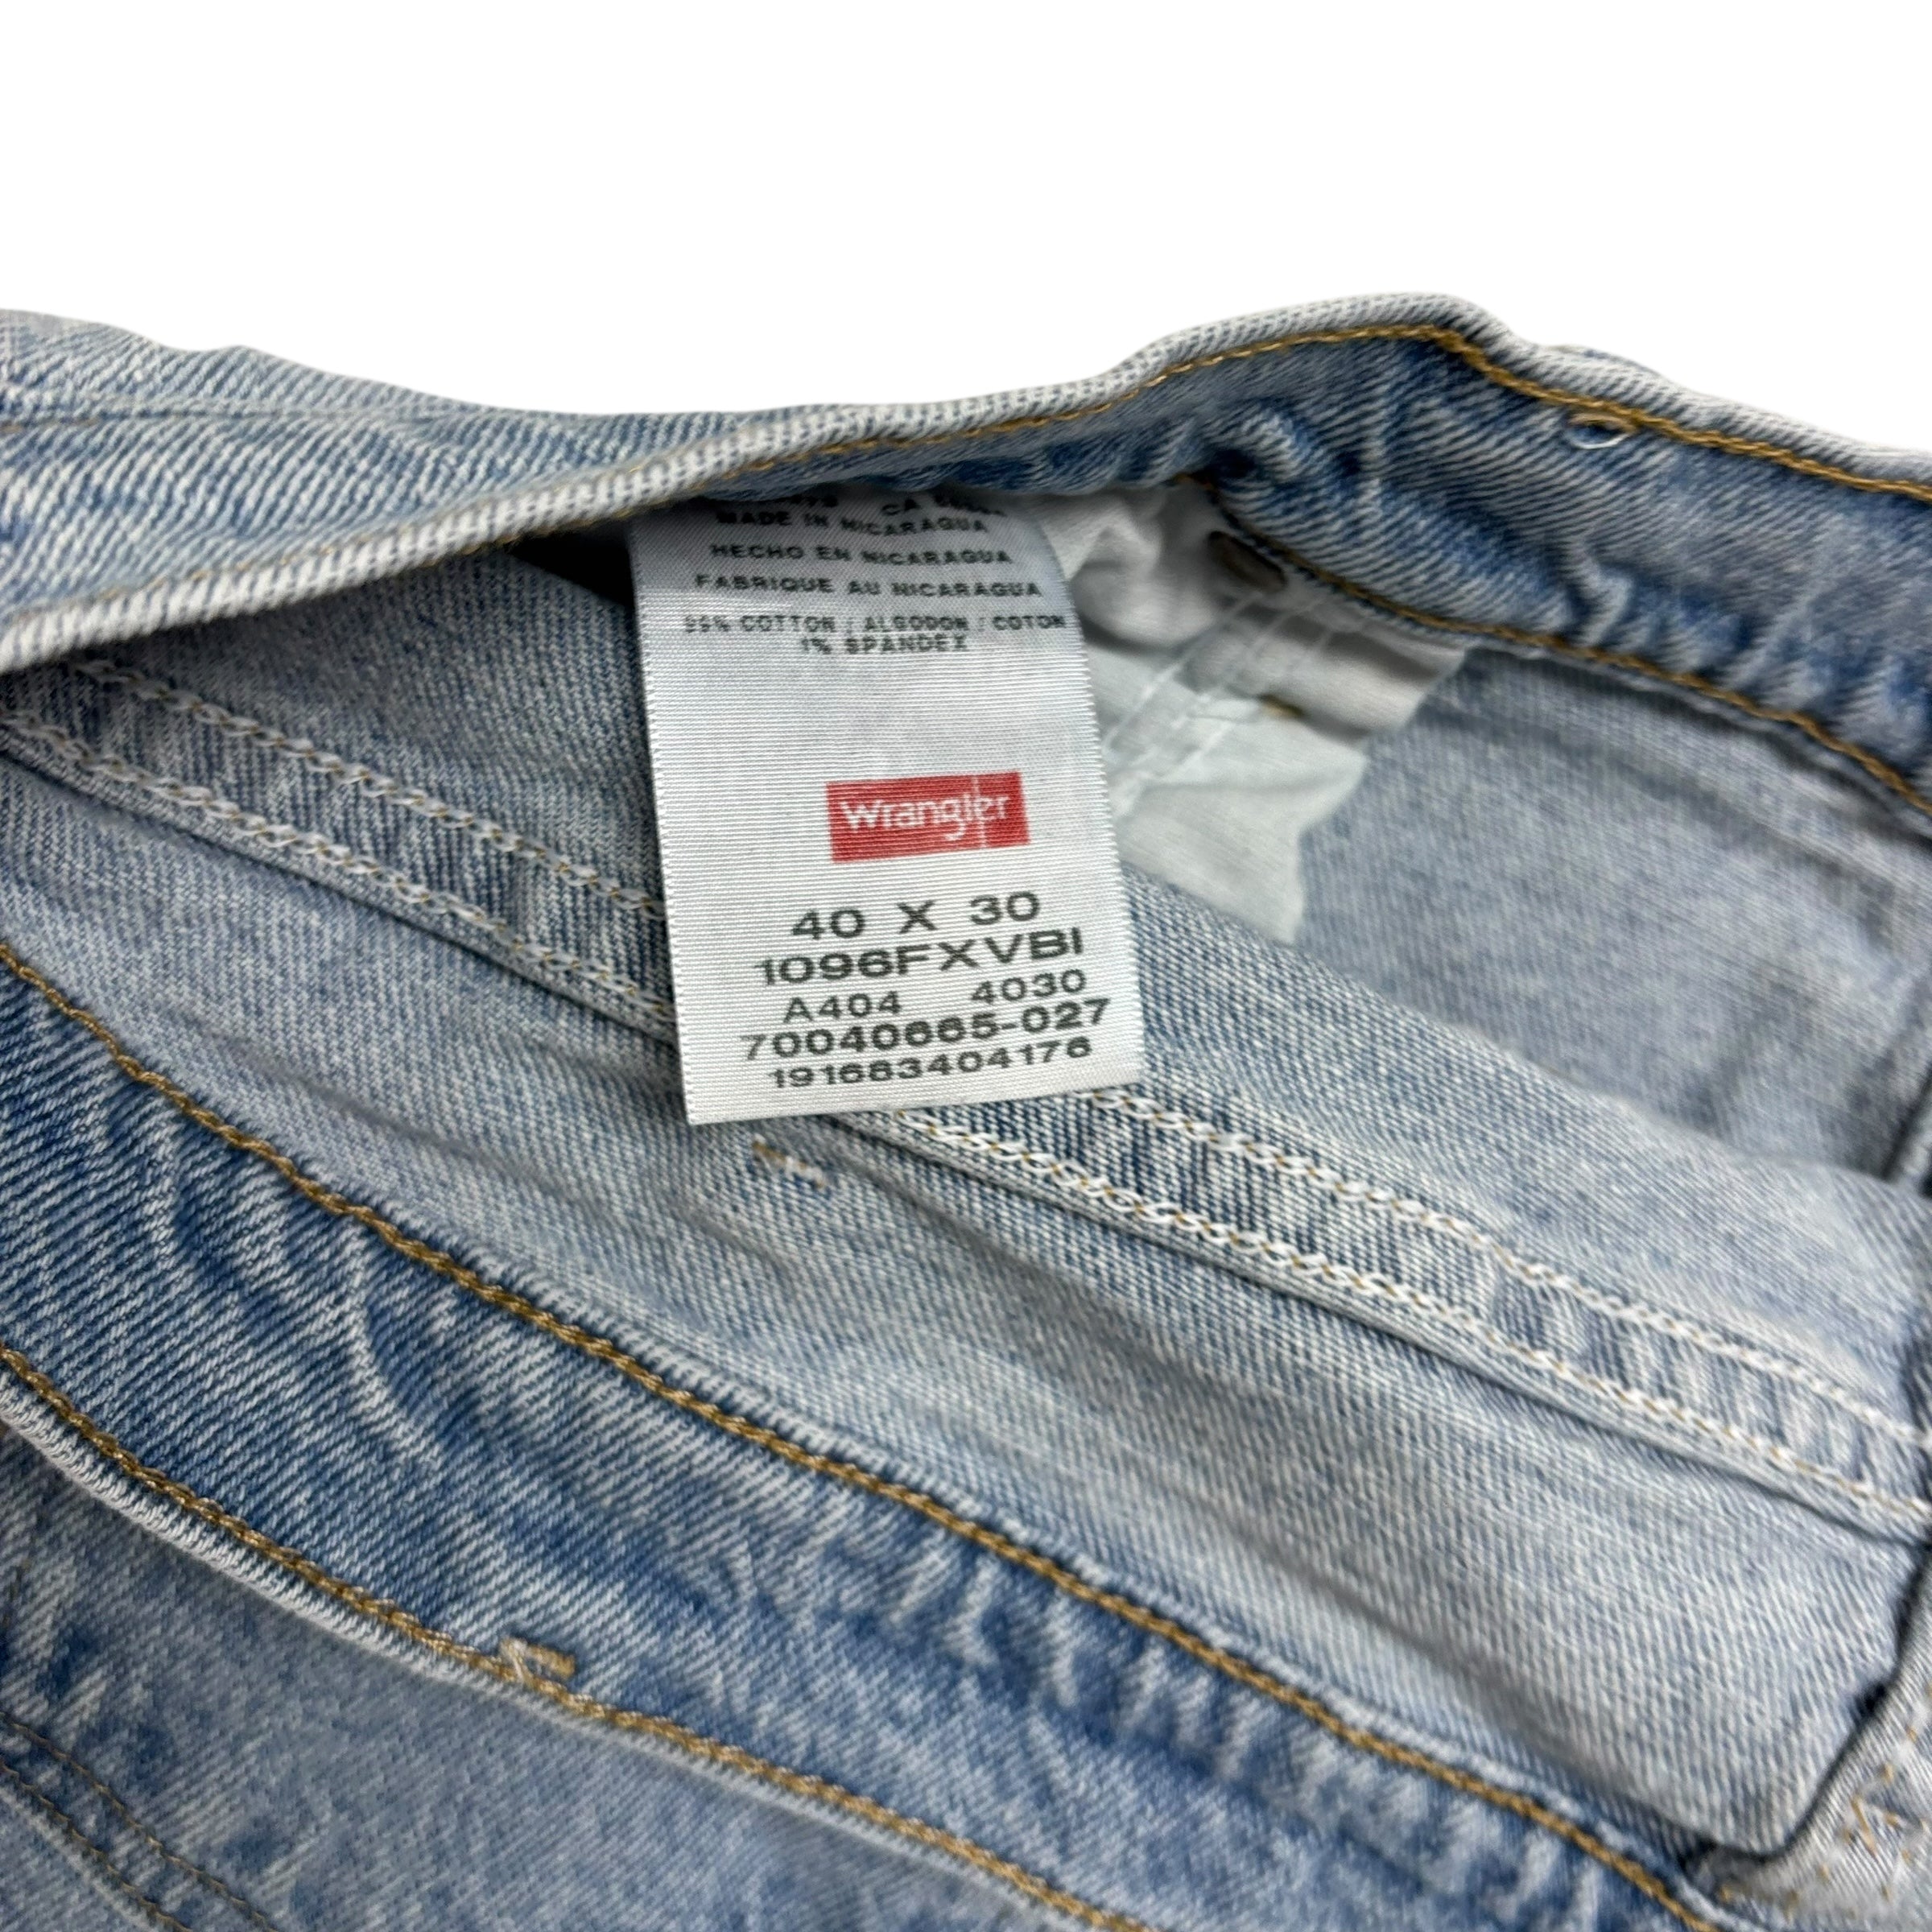 MADE IN NICARAGUA
HECHO EN NICARAGUA
FABRIQUE AU NICARAGUA
99% COTTON / ALGODON / COTON
1% SPANDEX
Wrangler
40 X 30
1096FXVBI
A404 4030
70040665-027
191683404176